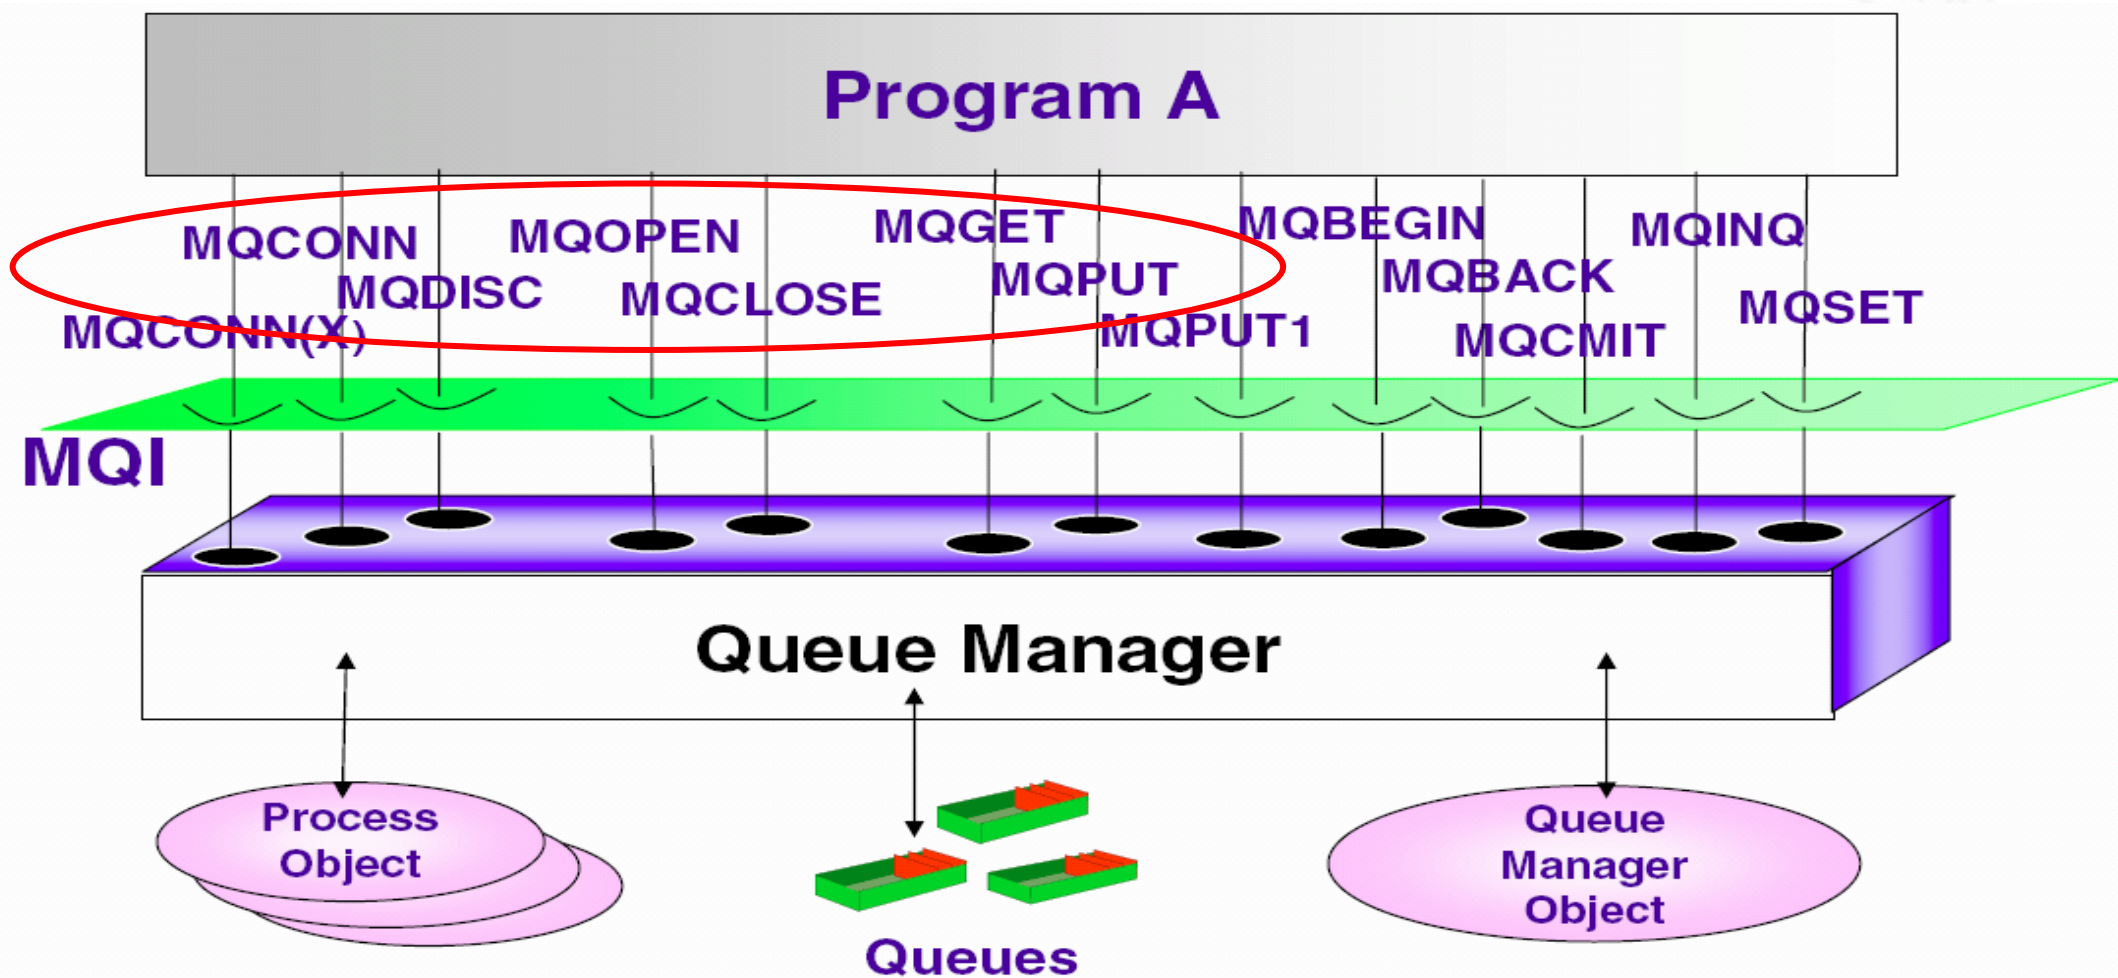 Program A
MQCONN
MQDISC
MQCONN(X)
MQOPEN
MQCLOSE
MQGET
MQPUT
MQPUT1
MQBEGIN
MQBACK
MQCMIT
MQINQ
MQSET
MQI
Queue Manager
Process
Object
Queues
Queue
Manager
Object